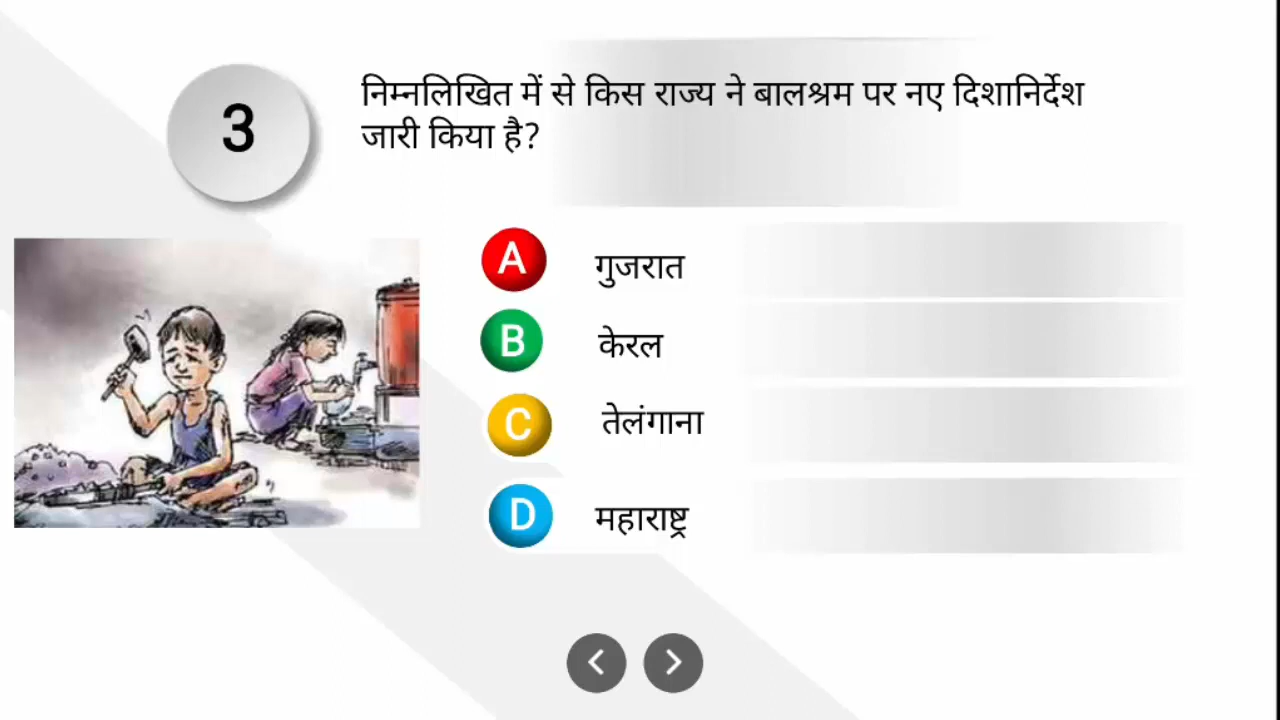 3
निम्नलिखित में से किस राज्य ने बालश्रम पर नए दिशानिर्देश
जारी किया है?
A गुजरात
B केरल
C तेलंगाना
D महाराष्ट्र